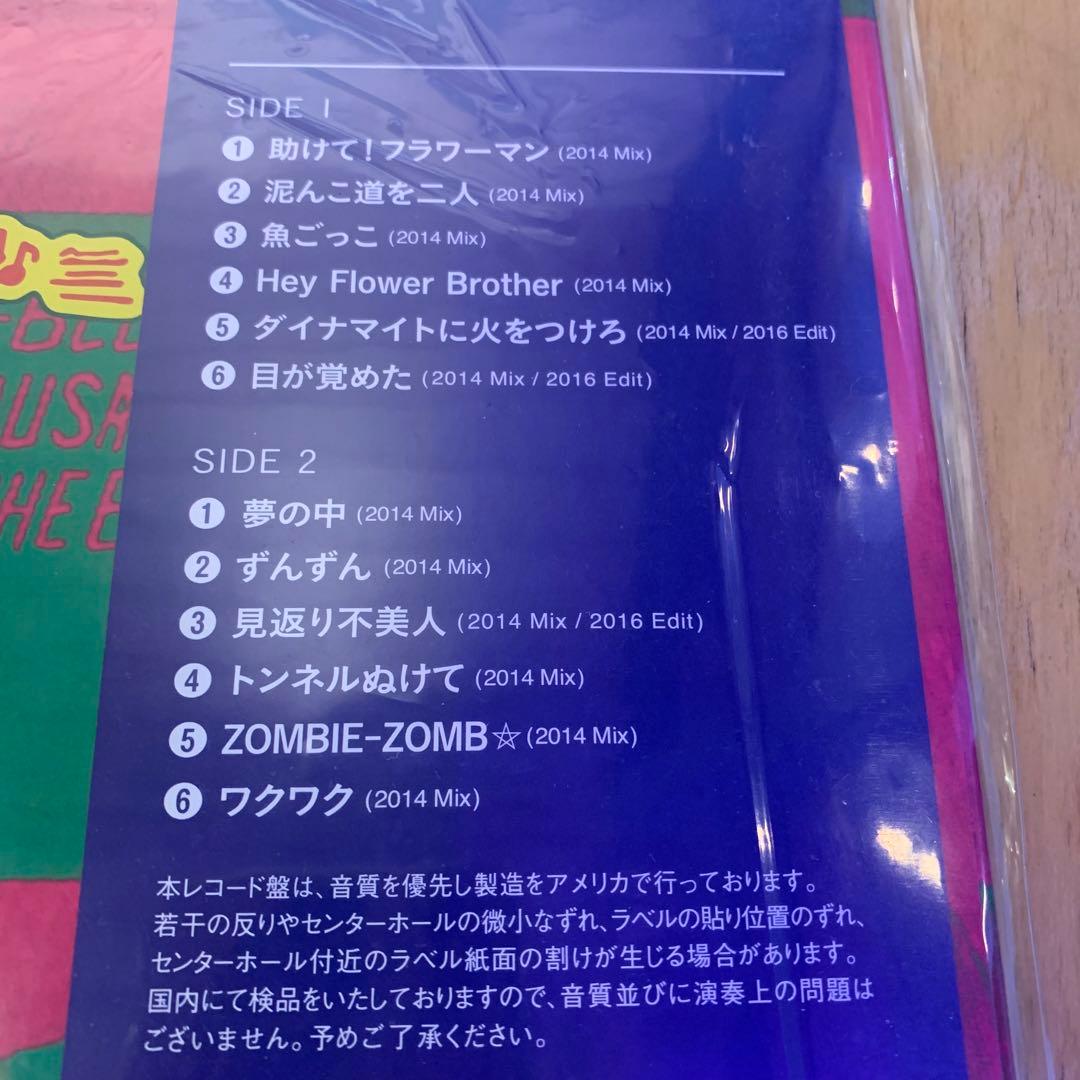 SIDE 1
❶ 助けて!フラワーマン (2014 Mix)
❷ 泥んこ道を二人 (2014 Mix)
❸ 魚ごっこ (2014 Mix)
❹ Hey Flower Brother (2014 Mix)
❺ ダイナマイトに火をつけろ (2014 Mix / 2016 Edit)
❻ 目が覚めた (2014 Mix / 2016 Edit)
SIDE 2
❶ 夢の中 (2014 Mix)
❷ ずんずん (2014 Mix)
❸ 見返り不美人 (2014 Mix / 2016 Edit)
❹ トンネルぬけて (2014 Mix)
❺ ZOMBIE-ZOMB☆ (2014 Mix)
❻ ワクワク (2014 Mix)
本レコード盤は、音質を優先し製造をアメリカで行っております。
若干の反りやセンターホールの微小なずれ、ラベルの貼り位置のずれ、
センターホール付近のラベル紙面の割けが生じる場合があります。
国内にて検品をいたしておりますので、音質並びに演奏上の問題は
ございません。予めご了承ください。